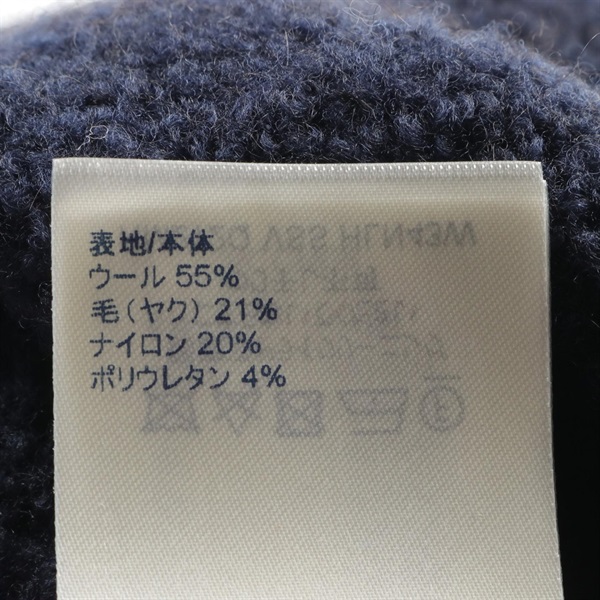 表地/本体
ウール 55%
毛(ヤク) 21%
ナイロン 20%
ポリウレタン 4%
HLN43W